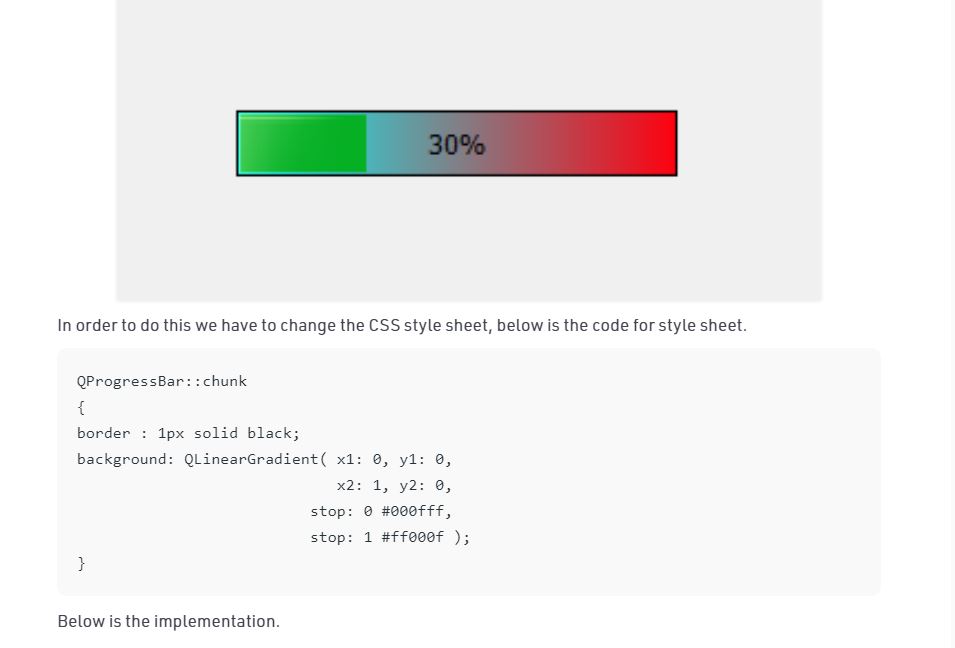 30%
In order to do this we have to change the CSS style sheet, below is the code for style sheet.
QProgressBar::chunk
{
border : 1px solid black;
background: QLinearGradient( x1: 0, y1: 0,
x2: 1, y2: 0,
stop: 0 #000fff,
stop: 1 #ff000f );
}
Below is the implementation.